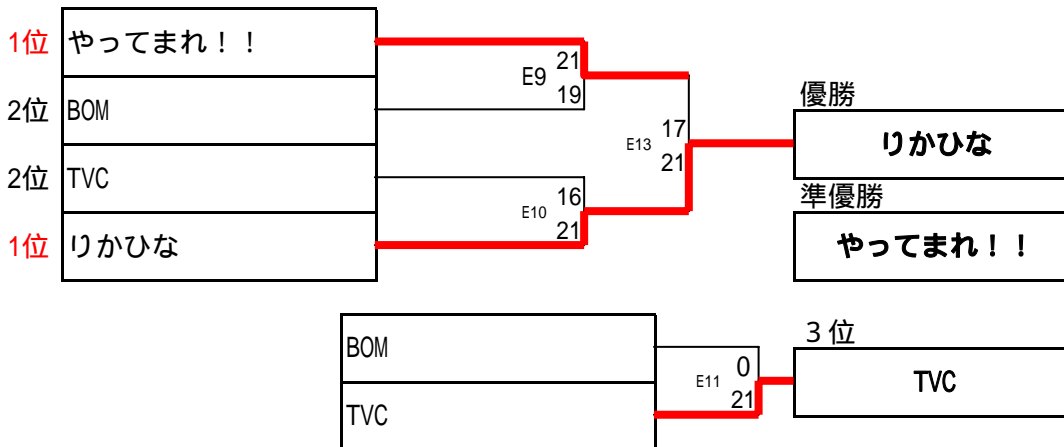 1位 やってまれ！！
21
E9
19
2位 BOM
優勝
17
りかひな
E13
21
2位 TVC
16
準優勝
E10
21
1位 りかひな
やってまれ！！
BOM
３位
0
E11
TVC
21
TVC